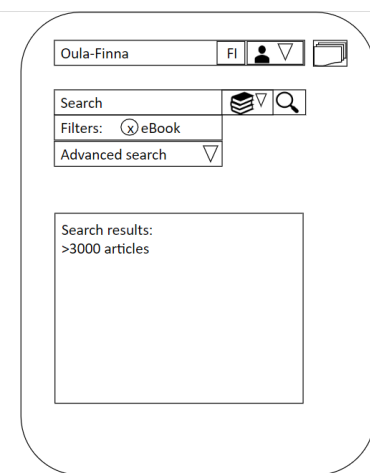 Oula-Finna FI
Search
Filters: x eBook
Advanced search
Search results:
>3000 articles